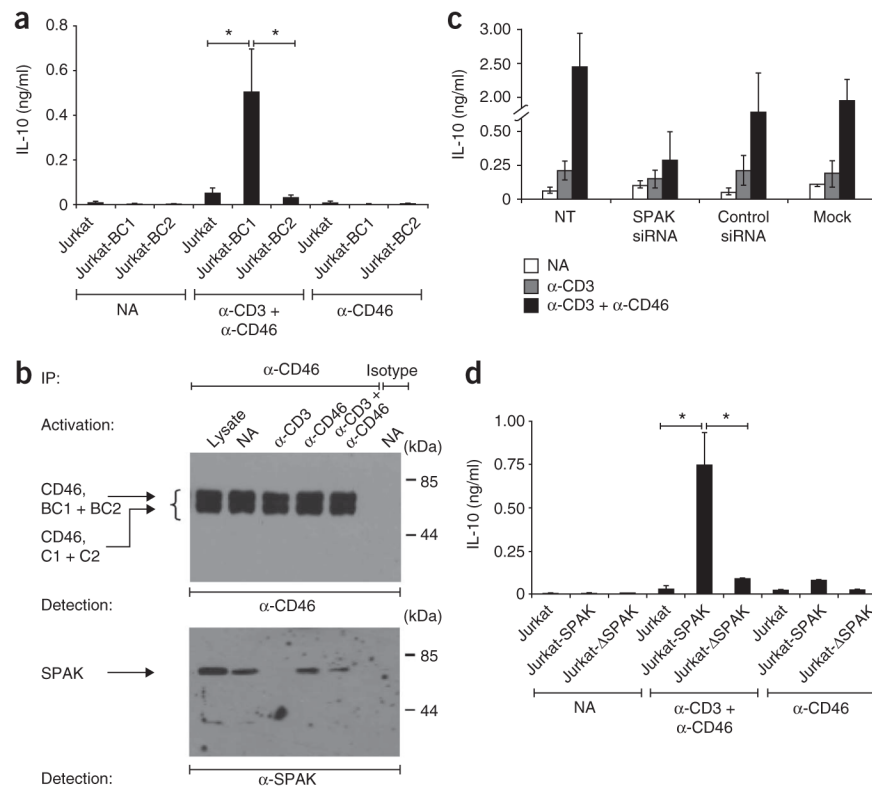 a
IL-10 (ng/ml)
0.8
0.6
0.4
0.2
0
*
*
Jurkat
Jurkat-BC1
Jurkat-BC2
Jurkat
Jurkat-BC1
Jurkat-BC2
Jurkat
Jurkat-BC1
Jurkat-BC2
NA
α-CD3 +
α-CD46
α-CD46
c
IL-10 (ng/ml)
3.00
2.50
2.00
0.50
0.25
0
NT
SPAK
siRNA
Control
siRNA
Mock
NA
α-CD3
α-CD3 + α-CD46
b
IP:
α-CD46
Isotype
Activation:
Lysate
NA
α-CD3
α-CD46
α-CD3 +
α-CD46
NA
(kDa)
CD46,
BC1 + BC2
CD46,
C1 + C2
85
44
Detection:
α-CD46
(kDa)
SPAK
85
44
Detection:
α-SPAK
d
IL-10 (ng/ml)
1.00
0.75
0.50
0.25
0
*
*
Jurkat
Jurkat-SPAK
Jurkat-ΔSPAK
Jurkat
Jurkat-SPAK
Jurkat-ΔSPAK
Jurkat
Jurkat-SPAK
Jurkat-ΔSPAK
NA
α-CD3 +
α-CD46
α-CD46